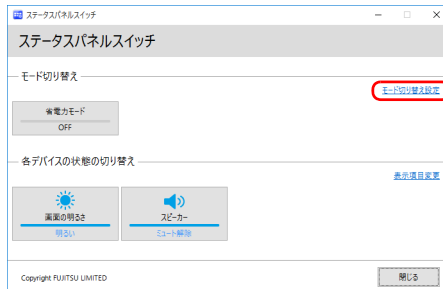 ステータスパネルスイッチ
ステータスパネルスイッチ
モード切り替え
モード切り替え設定
省電力モード
OFF
各デバイスの状態の切り替え
表示項目変更
画面の明るさ
明るい
スピーカー
ミュート解除
Copyright FUJITSU LIMITED
閉じる